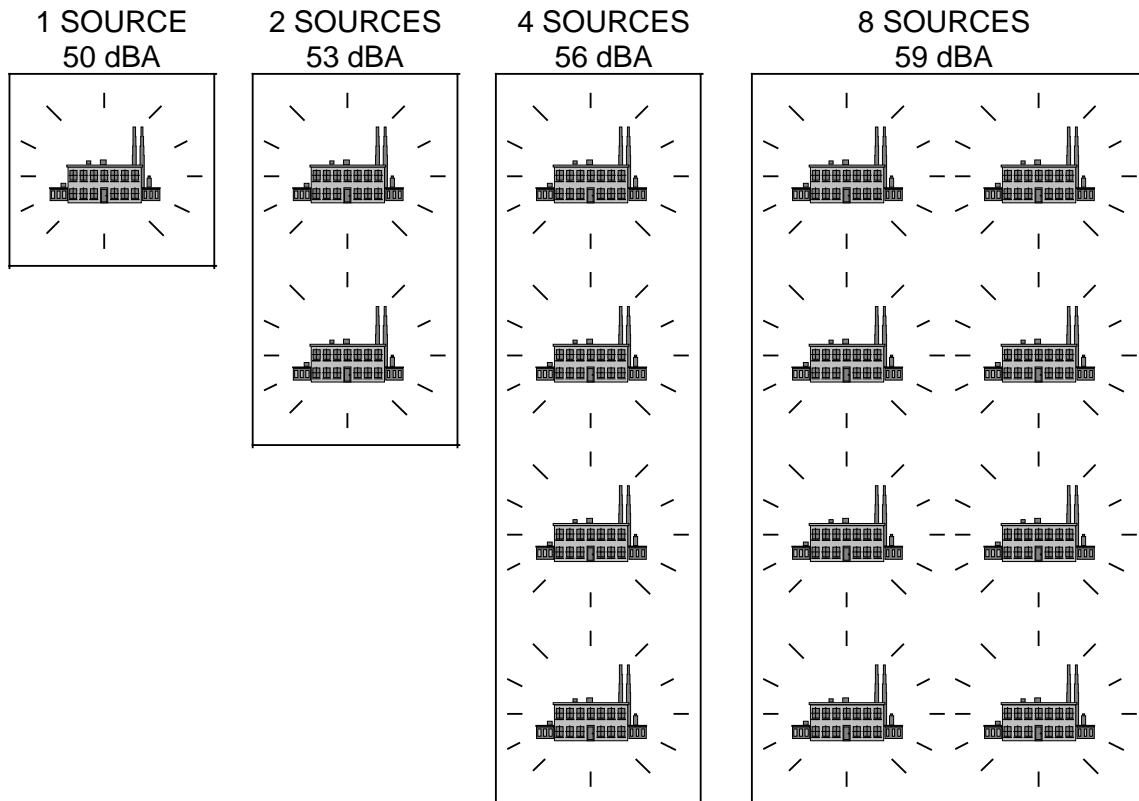 1 SOURCE
50 dBA
2 SOURCES
53 dBA
4 SOURCES
56 dBA
8 SOURCES
59 dBA